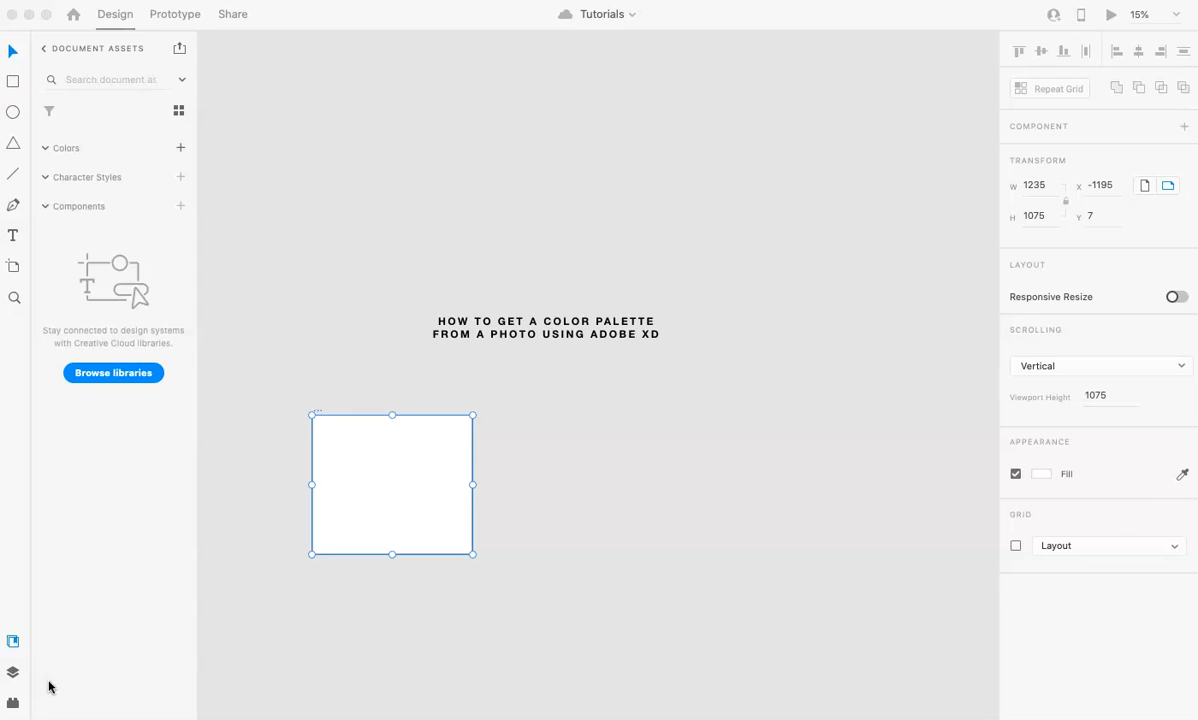 Design Prototype Share
Tutorials
15%
DOCUMENT ASSETS
Search document as
Colors
Character Styles
Components
Stay connected to design systems
with Creative Cloud libraries.
Browse libraries
HOW TO GET A COLOR PALETTE
FROM A PHOTO USING ADOBE XD
Repeat Grid
COMPONENT
TRANSFORM
W 1235 X -1195
H 1075 Y 7
LAYOUT
Responsive Resize
SCROLLING
Vertical
Viewport Height 1075
APPEARANCE
Fill
GRID
Layout